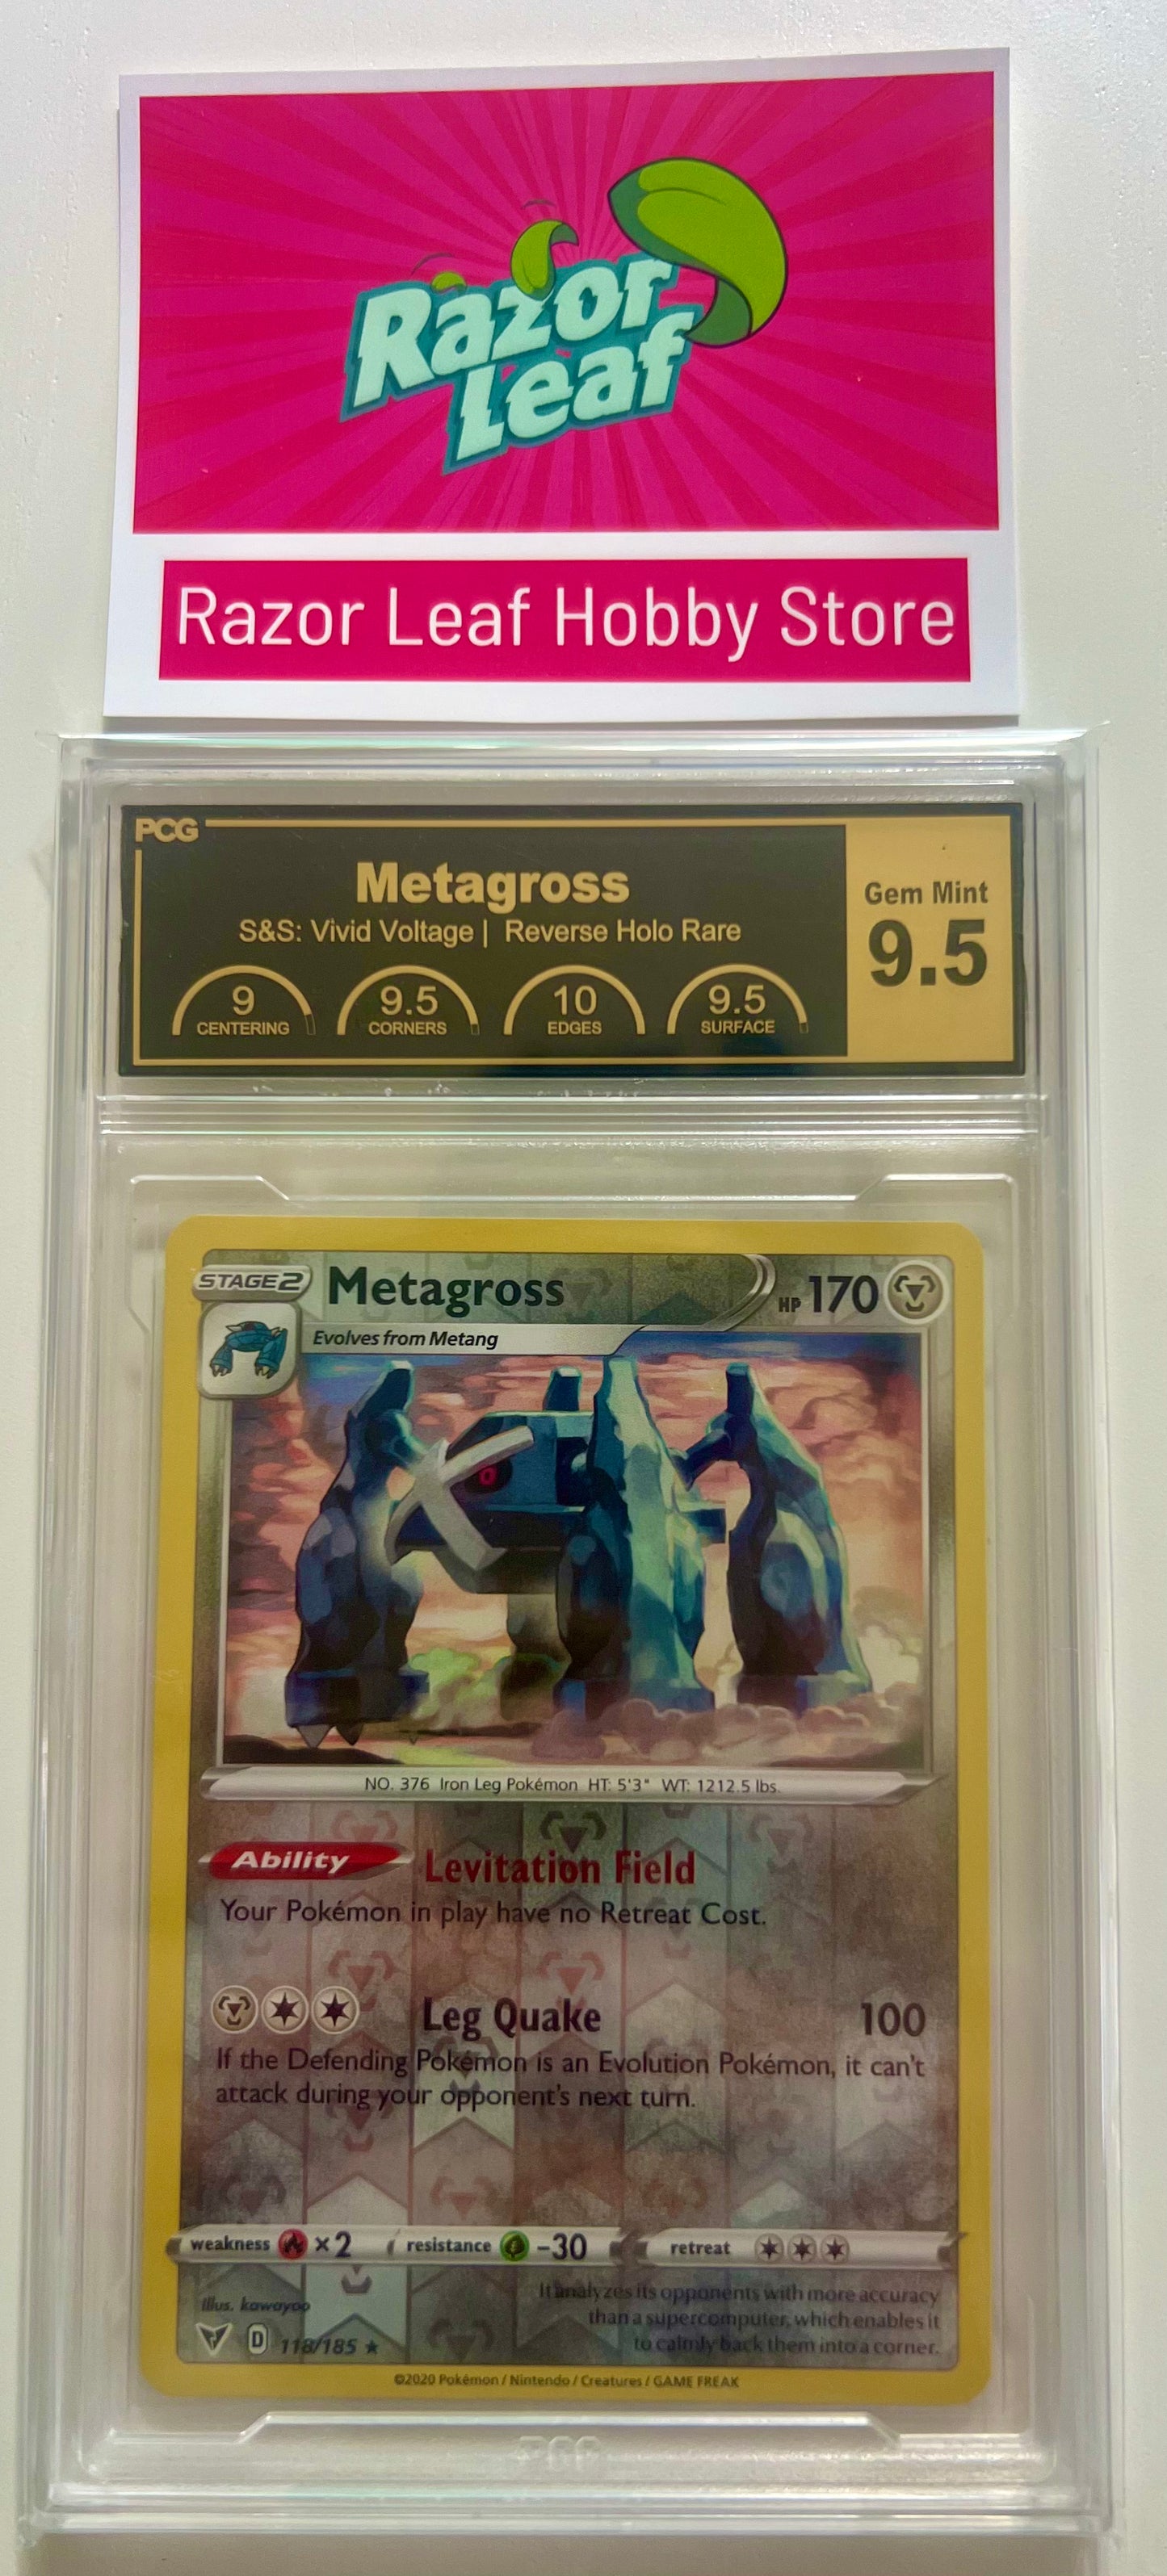 Razor
Leaf
Razor Leaf Hobby Store
PCG
Metagross
S&S: Vivid Voltage | Reverse Holo Rare
9
CENTERING
9.5
CORNERS
10
EDGES
9.5
SURFACE
Gem Mint
9.5
STAGE 2
Metagross
HP 170
Evolves from Metang
NO. 376 Iron Leg Pokémon HT: 5'3" WT: 1212.5 lbs.
Ability Levitation Field
Your Pokémon in play have no Retreat Cost.
Leg Quake 100
If the Defending Pokémon is an Evolution Pokémon, it can't
attack during your opponent's next turn.
weakness ×2 resistance -30 retreat
Illus. kawayoo
It analyzes its opponents with more accuracy
than a supercomputer, which enables it
to calmly back them into a corner.
D 118/185 ★
©2020 Pokémon / Nintendo / Creatures / GAME FREAK
PCG